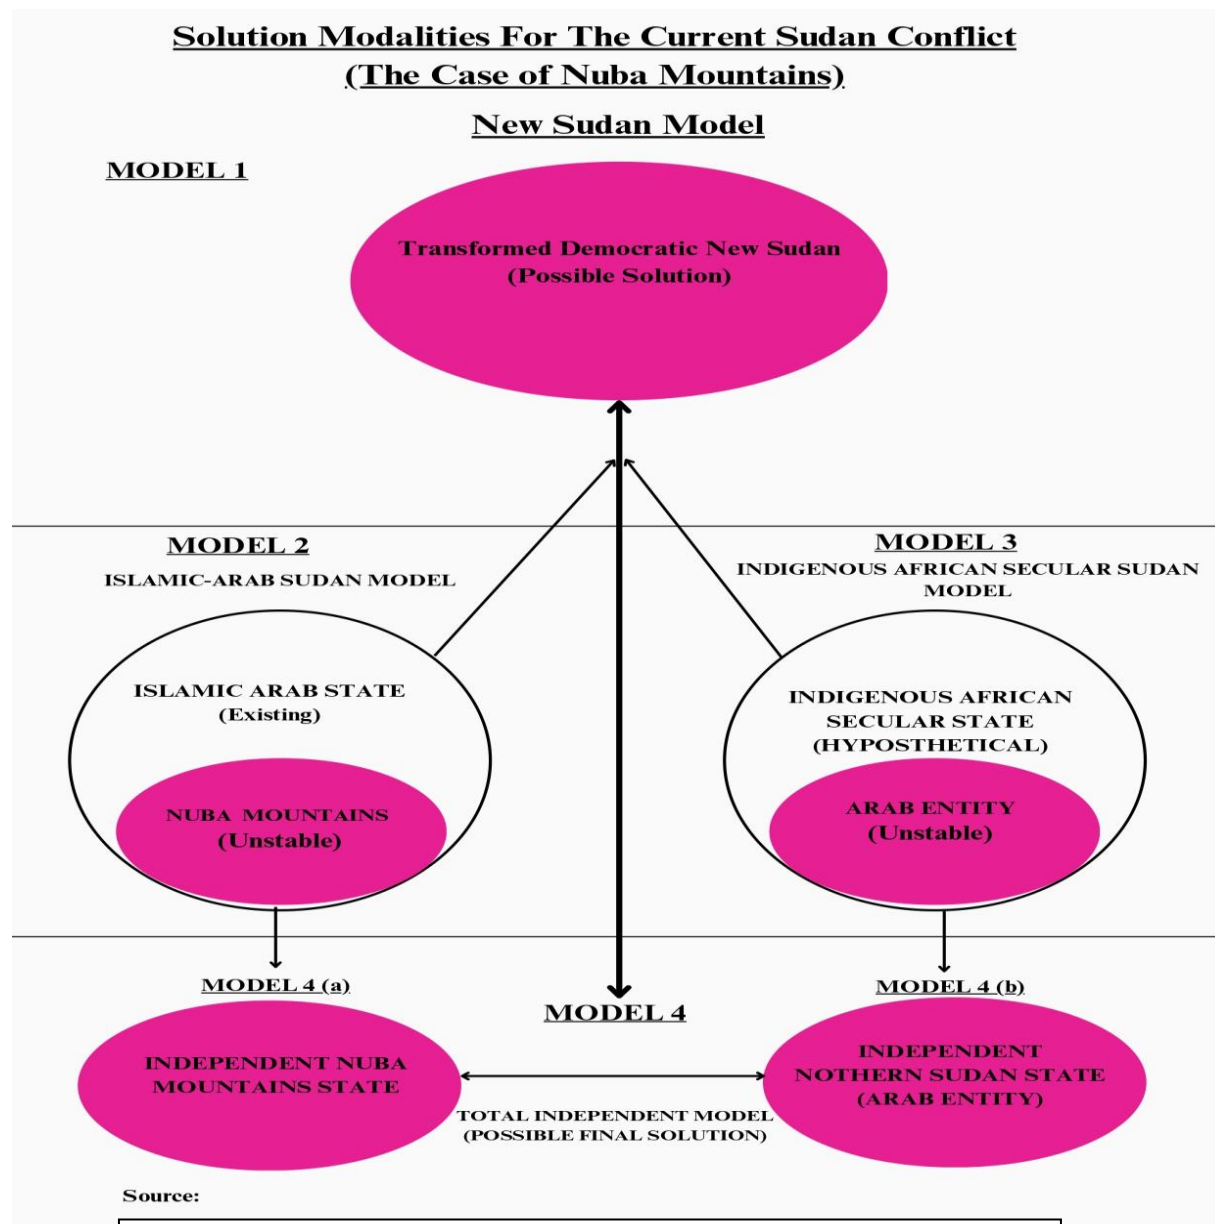 Solution Modalities For The Current Sudan Conflict
(The Case of Nuba Mountains)
New Sudan Model
MODEL 1
Transformed Democratic New Sudan
(Possible Solution)
MODEL 2
ISLAMIC-ARAB SUDAN MODEL
ISLAMIC ARAB STATE
(Existing)
NUBA MOUNTAINS
(Unstable)
MODEL 3
INDIGENOUS AFRICAN SECULAR SUDAN
MODEL
INDIGENOUS AFRICAN
SECULAR STATE
(HYPOSTHETICAL)
ARAB ENTITY
(Unstable)
MODEL 4 (a)
INDEPENDENT NUBA
MOUNTAINS STATE
MODEL 4
TOTAL INDEPENDENT MODEL
(POSSIBLE FINAL SOLUTION)
MODEL 4 (b)
INDEPENDENT
NOTHERN SUDAN STATE
(ARAB ENTITY)
Source: